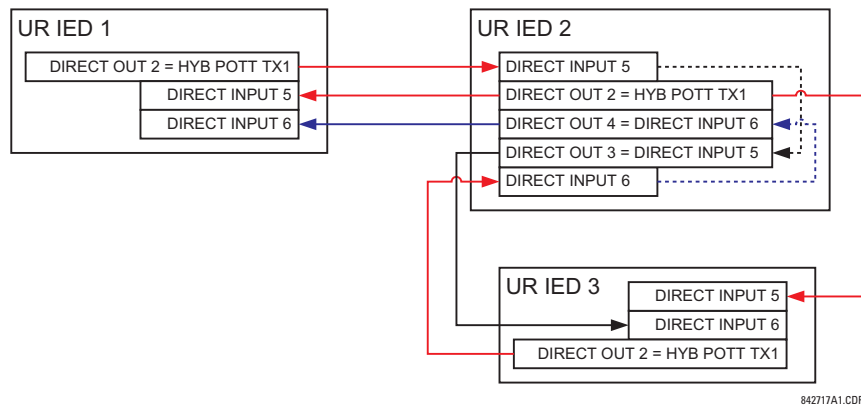 UR IED 1
DIRECT OUT 2 = HYB POTT TX1
DIRECT INPUT 5
DIRECT INPUT 6
UR IED 2
DIRECT INPUT 5
DIRECT OUT 2 = HYB POTT TX1
DIRECT OUT 4 = DIRECT INPUT 6
DIRECT OUT 3 = DIRECT INPUT 5
DIRECT INPUT 6
UR IED 3
DIRECT INPUT 5
DIRECT INPUT 6
DIRECT OUT 2 = HYB POTT TX1
842717A1.CDR